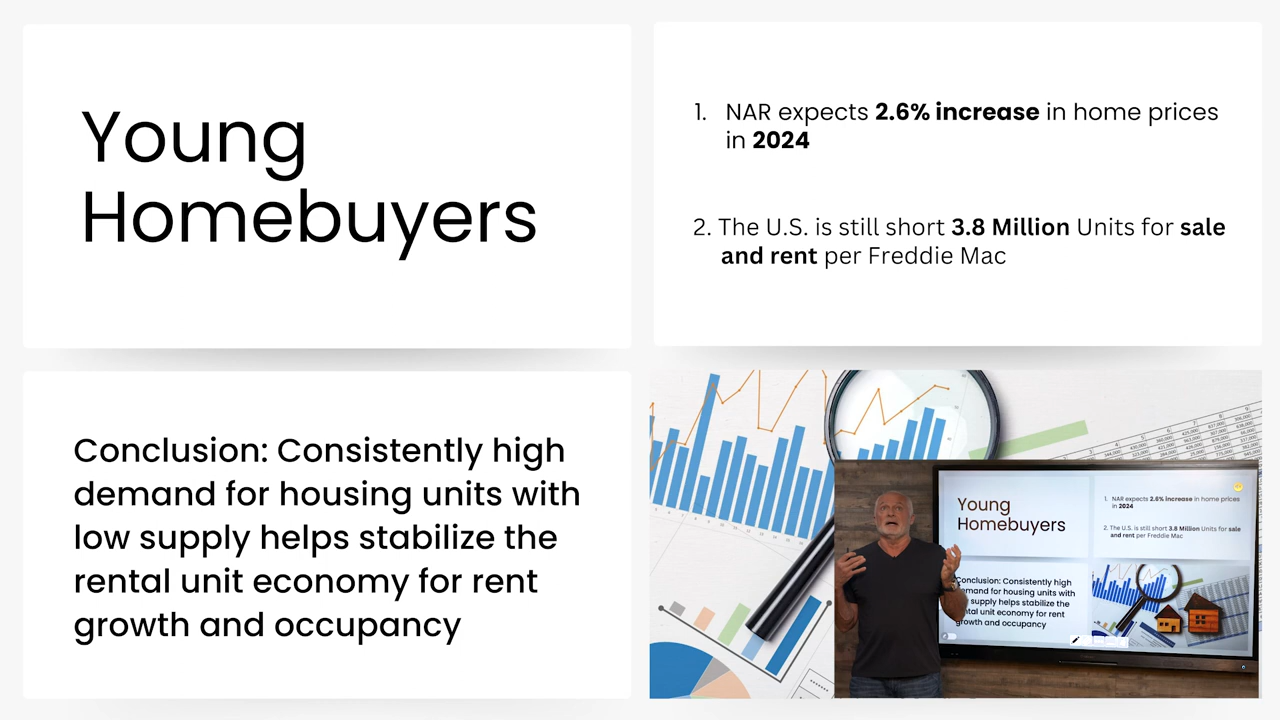 Young
Homebuyers
1. NAR expects 2.6% increase in home prices
in 2024
2. The U.S. is still short 3.8 Million Units for sale
and rent per Freddie Mac
Conclusion: Consistently high
demand for housing units with
low supply helps stabilize the
rental unit economy for rent
growth and occupancy
Young
Homebuyers
1. NAR expects 2.6% increase in home prices
in 2024
2. The U.S. is still short 3.8 Million Units for sale
and rent per Freddie Mac
Conclusion: Consistently high
demand for housing units with
supply helps stabilize the
rental unit economy for rent
growth and occupancy